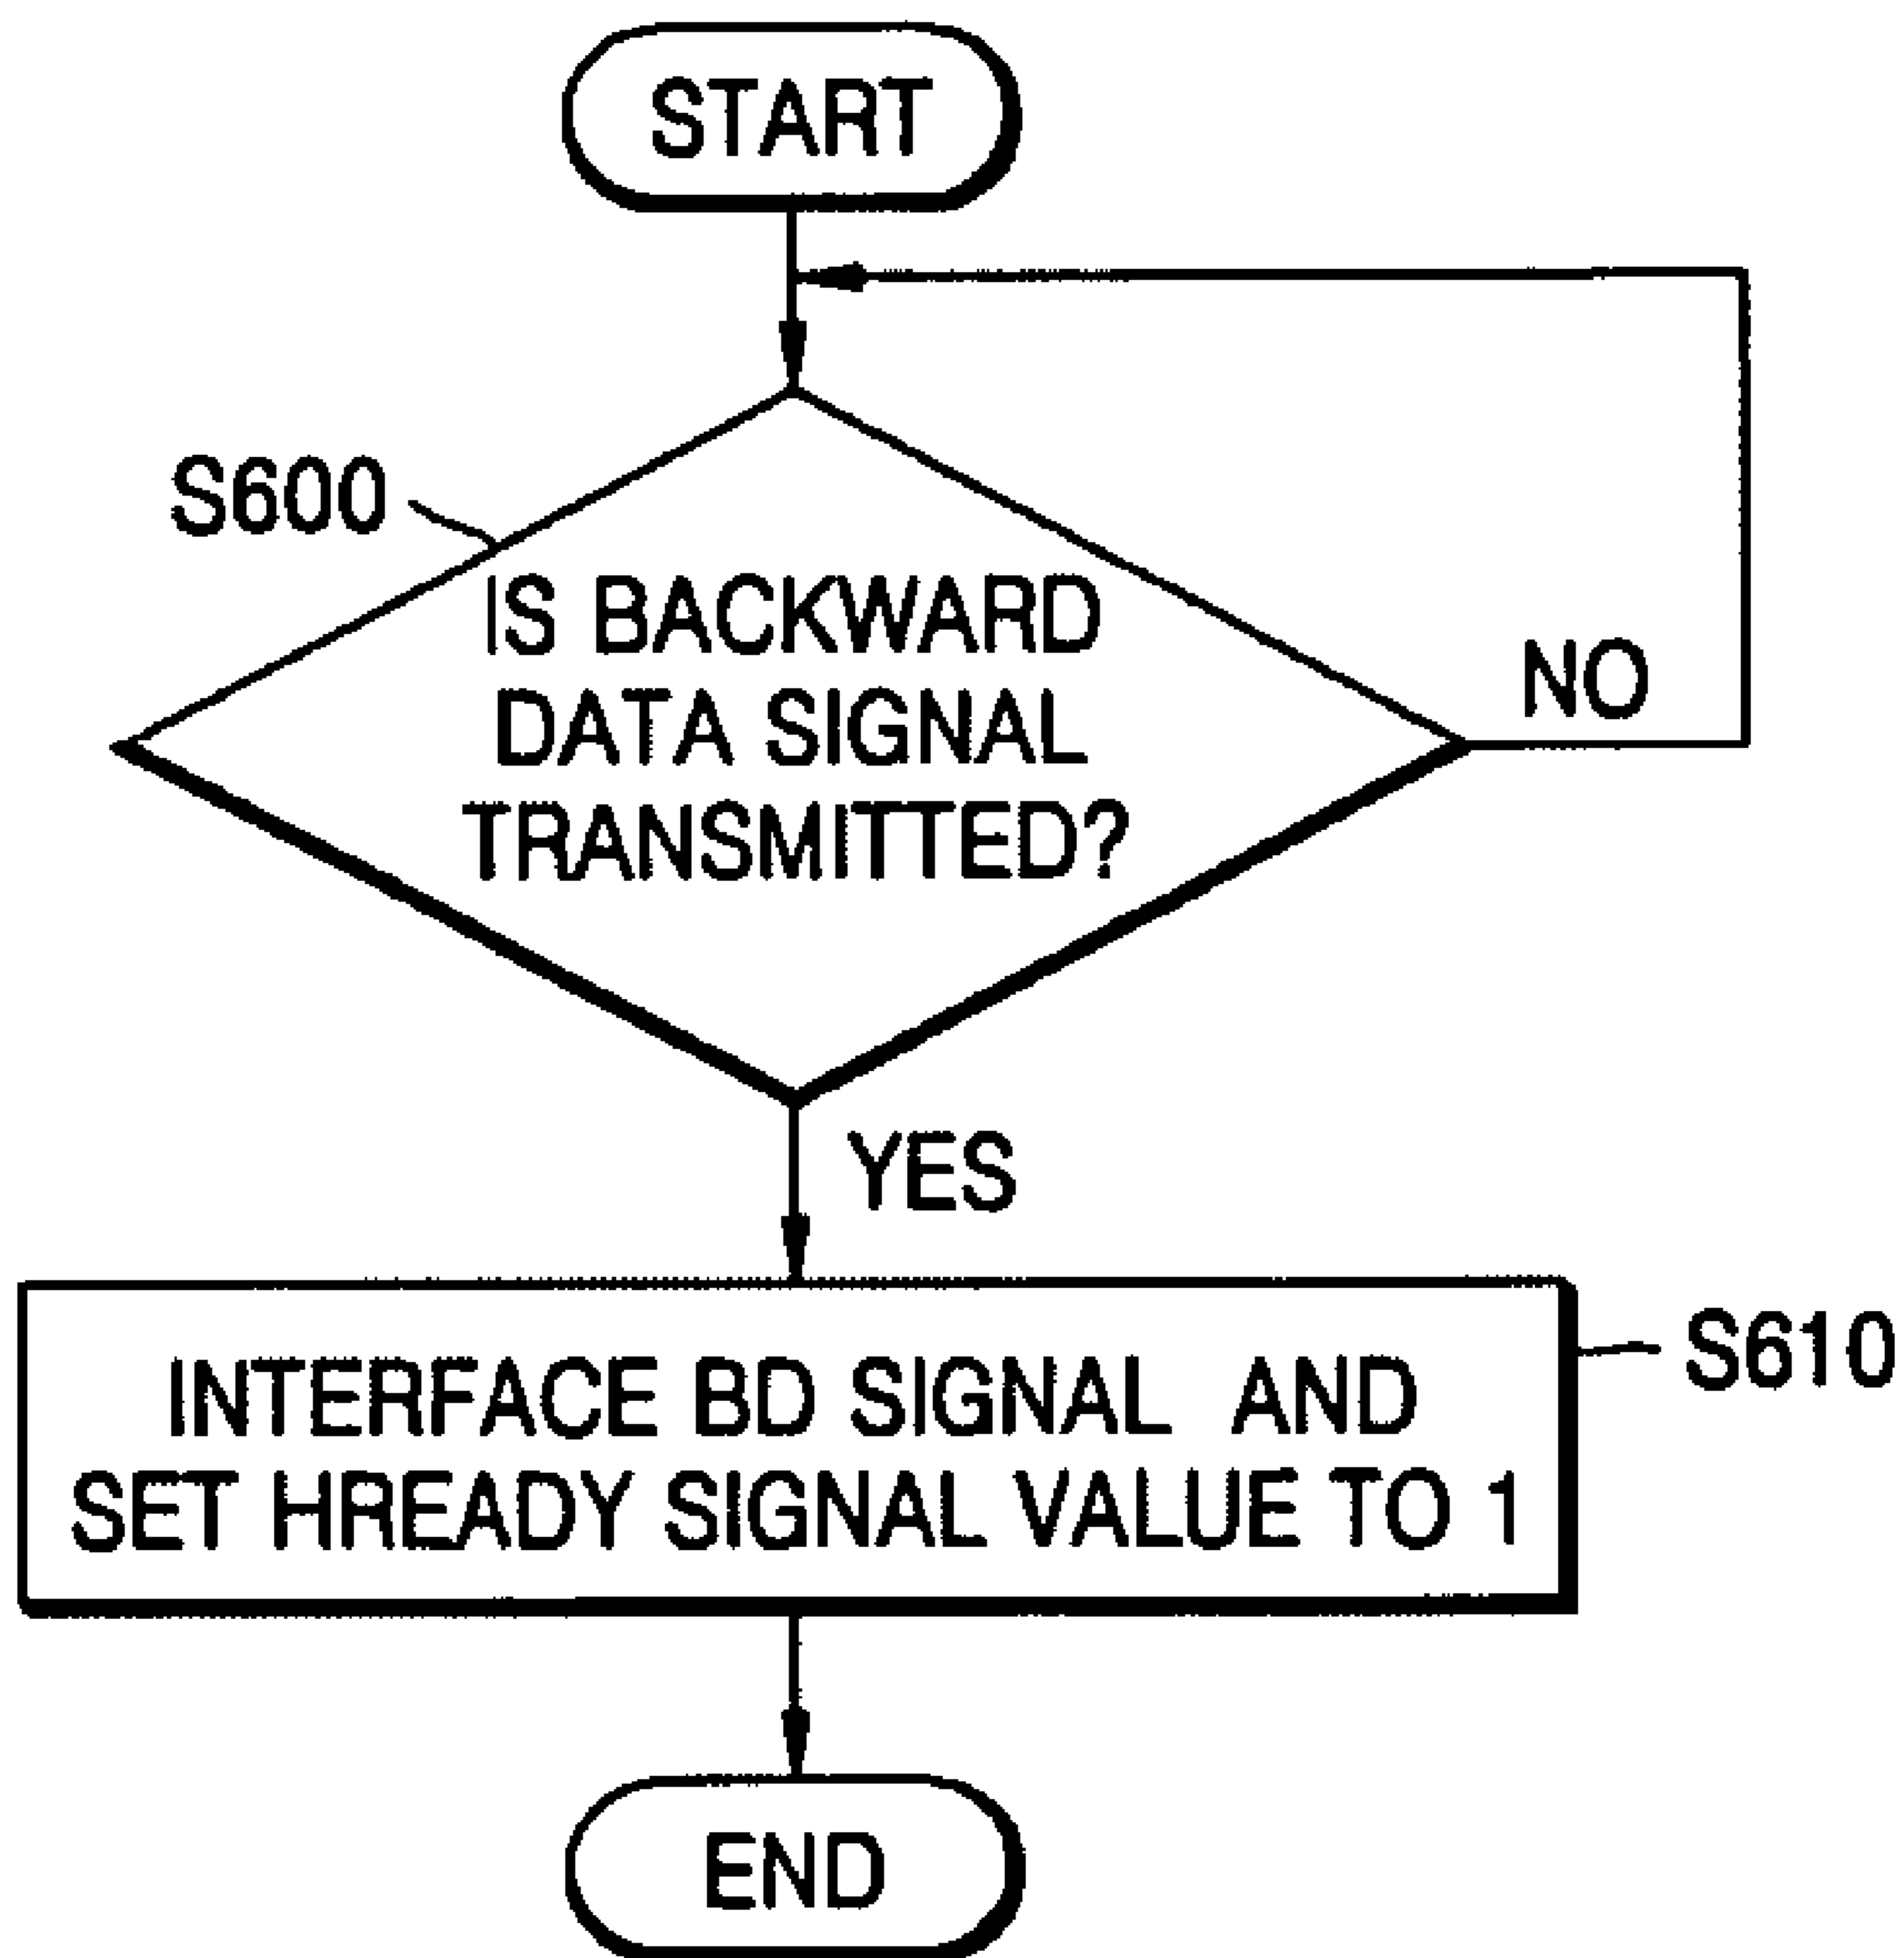 START
S600
IS BACKWARD
DATA SIGNAL
TRANSMITTED?
NO
YES
INTERFACE BD SIGNAL AND
SET HREADY SIGNAL VALUE TO 1
S610
END